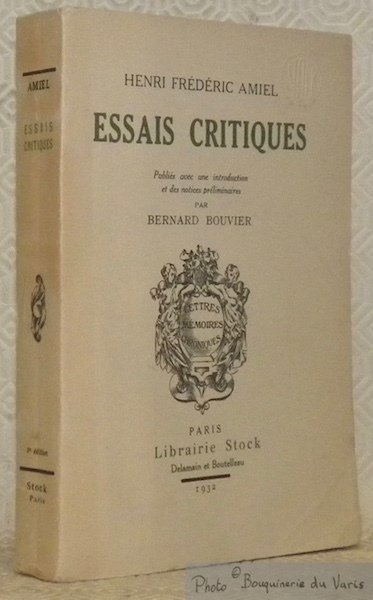 AMIEL
ESSAIS
CRITIQUES
Stock
Paris
HENRI FRÉDÉRIC AMIEL
ESSAIS CRITIQUES
Publiés avec une introduction
et des notices préliminaires
PAR
BERNARD BOUVIER
LETTRES
MÉMOIRES
CHRONIQUES
PARIS
Librairie Stock
Delamain et Boutelleau
1932
Photo © Bouquinerie du Varis